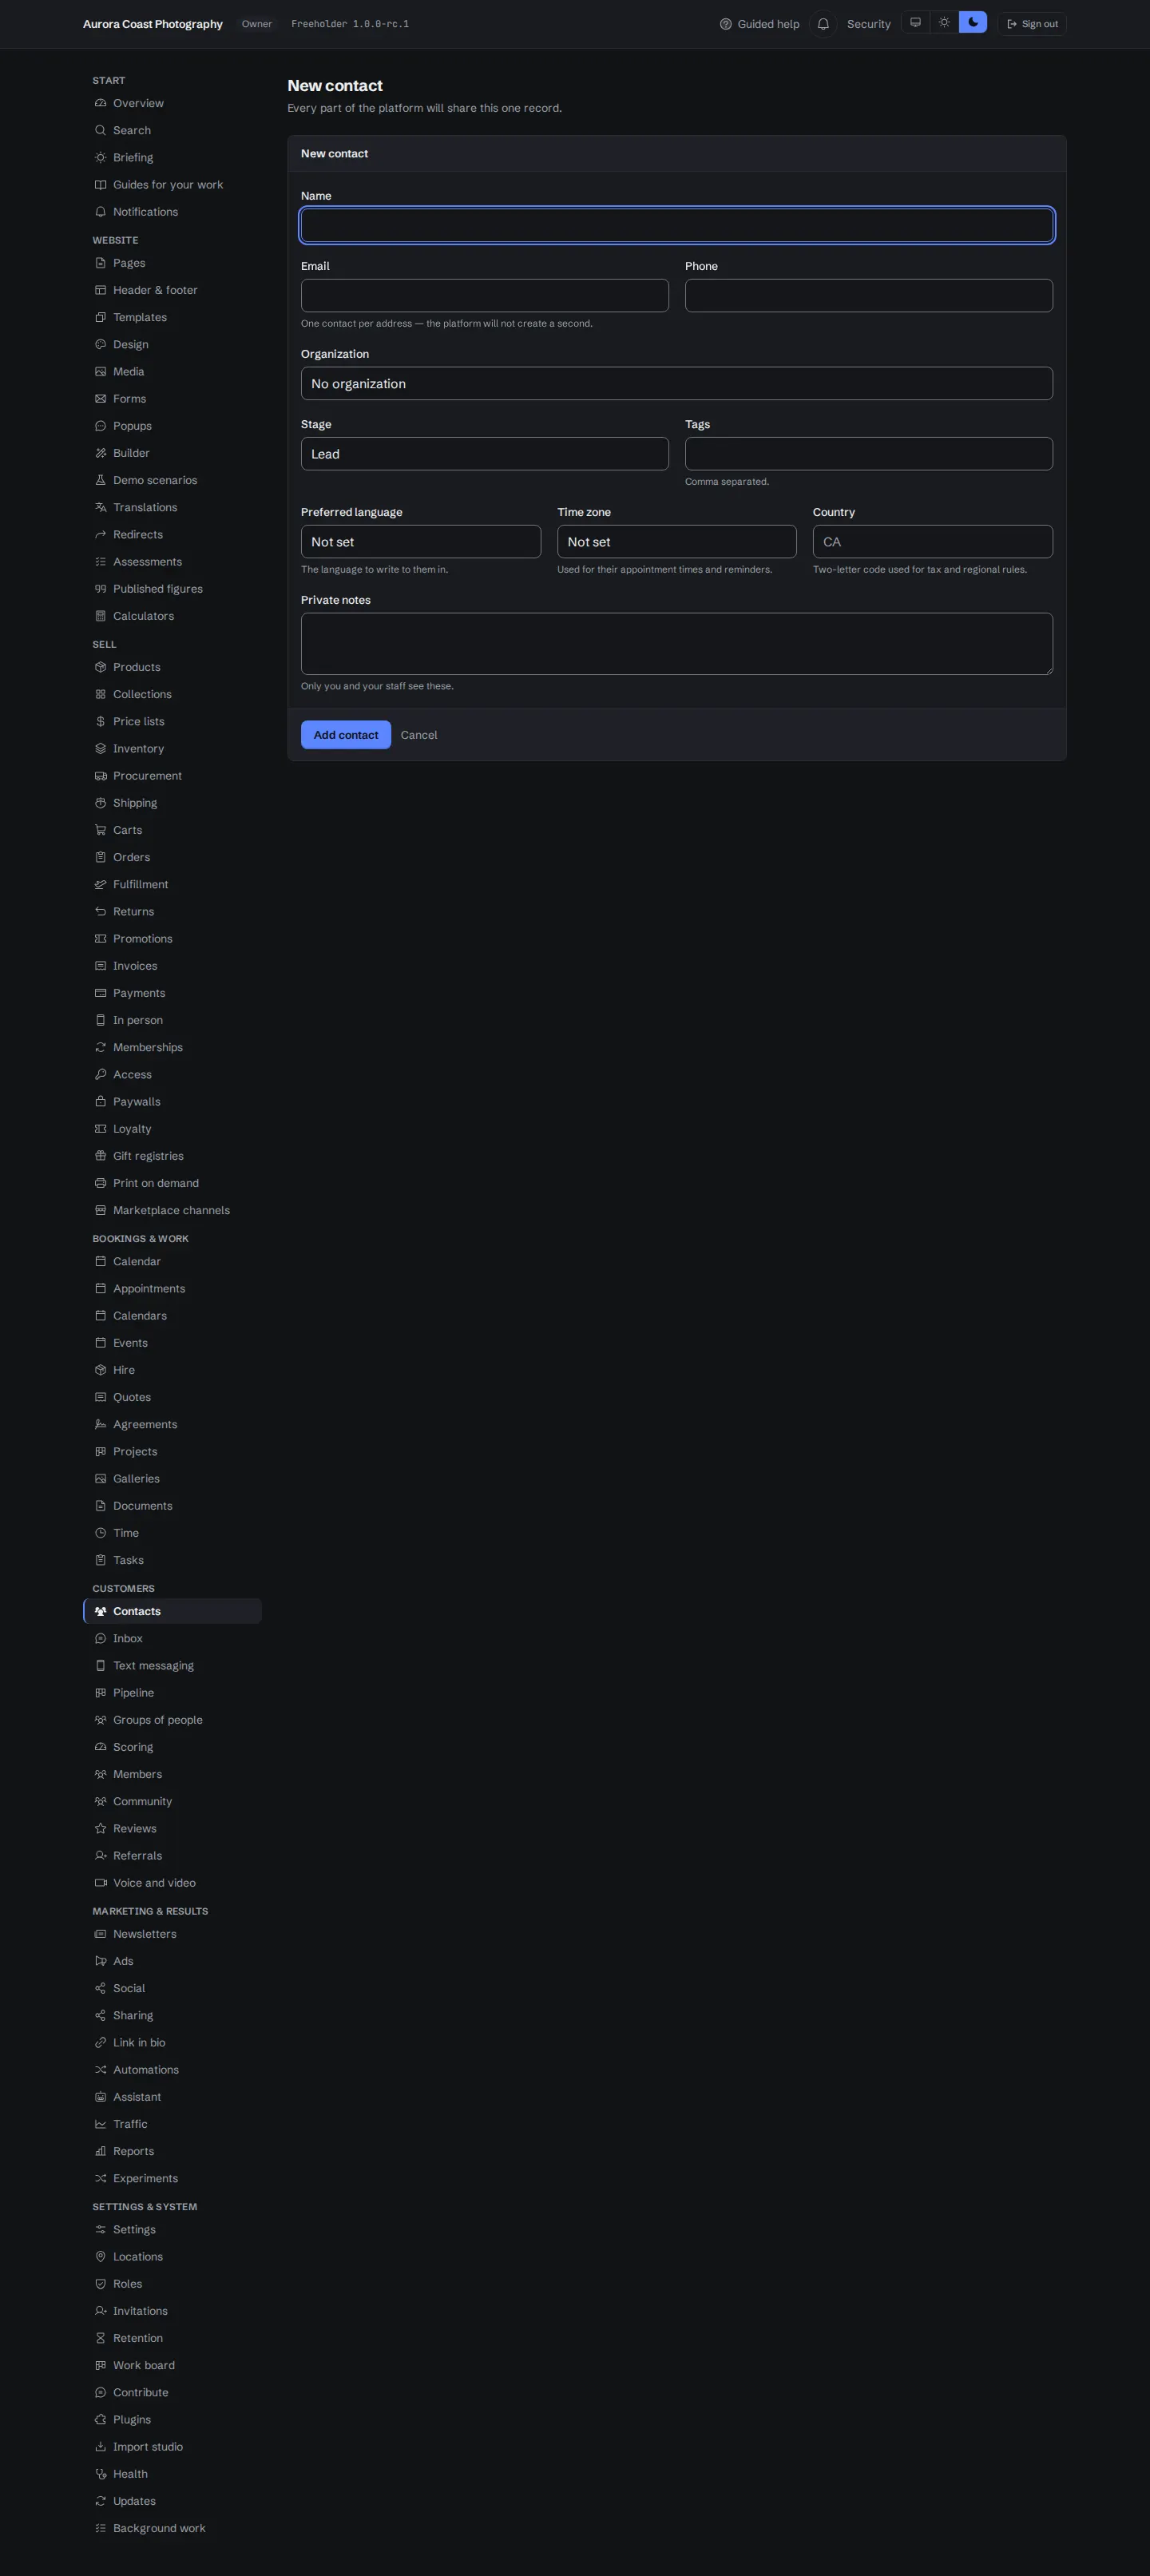 Aurora Coast Photography Owner Freeholder 1.0.0-rc.1 Guided help Security Sign out
START
Overview
Search
Briefing
Guides for your work
Notifications
WEBSITE
Pages
Header & footer
Templates
Design
Media
Forms
Popups
Builder
Demo scenarios
Translations
Redirects
Assessments
Published figures
Calculators
SELL
Products
Collections
Price lists
Inventory
Procurement
Shipping
Carts
Orders
Fulfillment
Returns
Promotions
Invoices
Payments
In person
Memberships
Access
Paywalls
Loyalty
Gift registries
Print on demand
Marketplace channels
BOOKINGS & WORK
Calendar
Appointments
Calendars
Events
Hire
Quotes
Agreements
Projects
Galleries
Documents
Time
Tasks
CUSTOMERS
Contacts
Inbox
Text messaging
Pipeline
Groups of people
Scoring
Members
Community
Reviews
Referrals
Voice and video
MARKETING & RESULTS
Newsletters
Ads
Social
Sharing
Link in bio
Automations
Assistant
Traffic
Reports
Experiments
SETTINGS & SYSTEM
Settings
Locations
Roles
Invitations
Retention
Work board
Contribute
Plugins
Import studio
Health
Updates
Background work
New contact
Every part of the platform will share this one record.
New contact
Name
Email Phone
One contact per address — the platform will not create a second.
Organization
No organization
Stage Tags
Lead
Comma separated.
Preferred language Time zone Country
Not set Not set CA
The language to write to them in. Used for their appointment times and reminders. Two-letter code used for tax and regional rules.
Private notes
Only you and your staff see these.
Add contact Cancel